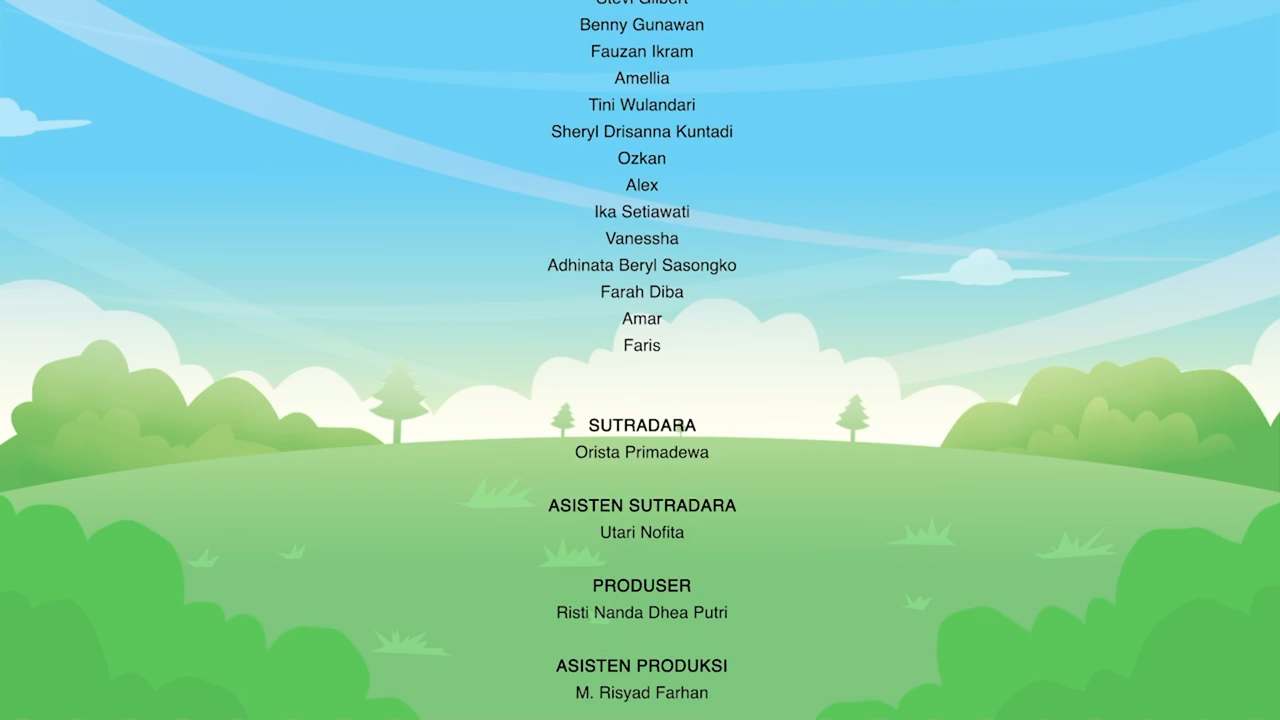 Stevi Gilbert
Benny Gunawan
Fauzan Ikram
Amellia
Tini Wulandari
Sheryl Drisanna Kuntadi
Ozkan
Alex
Ika Setiawati
Vanessha
Adhinata Beryl Sasongko
Farah Diba
Amar
Faris
SUTRADARA
Orista Primadewa
ASISTEN SUTRADARA
Utari Nofita
PRODUSER
Risti Nanda Dhea Putri
ASISTEN PRODUKSI
M. Risyad Farhan